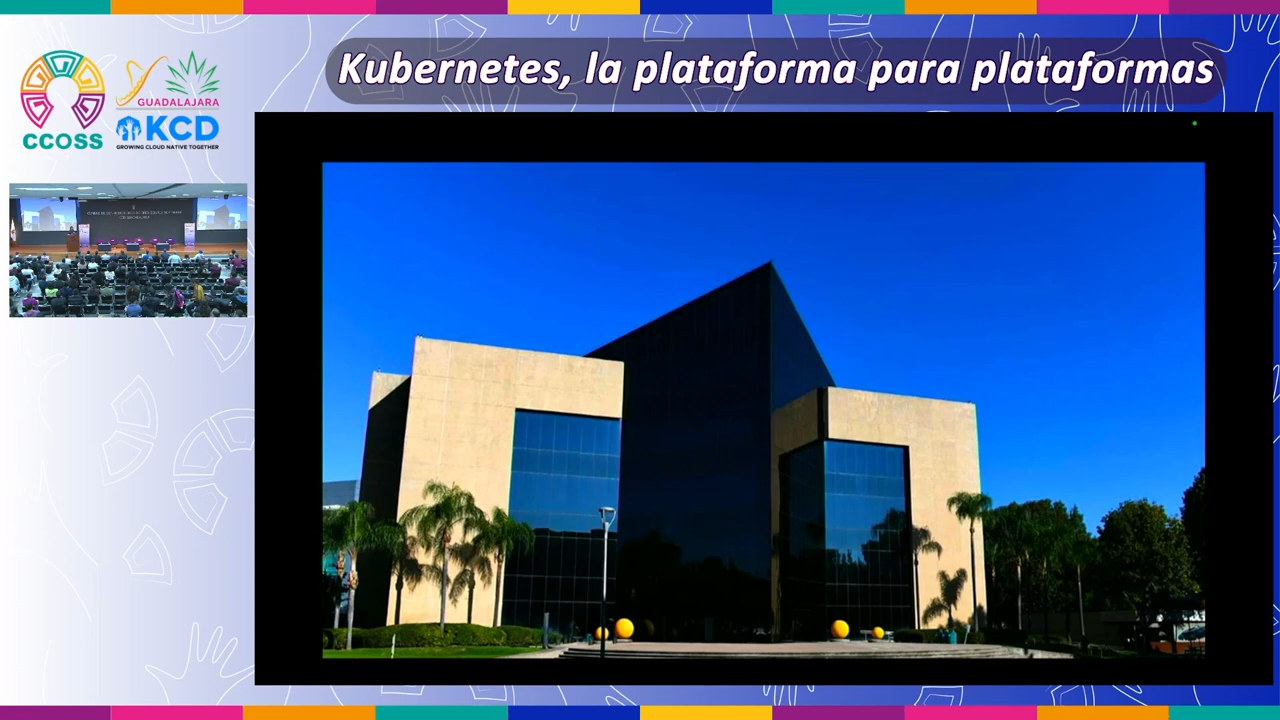 Kubernetes, la plataforma para plataformas
CCOSS
GUADALAJARA
KCD
GROWING CLOUD NATIVE TOGETHER